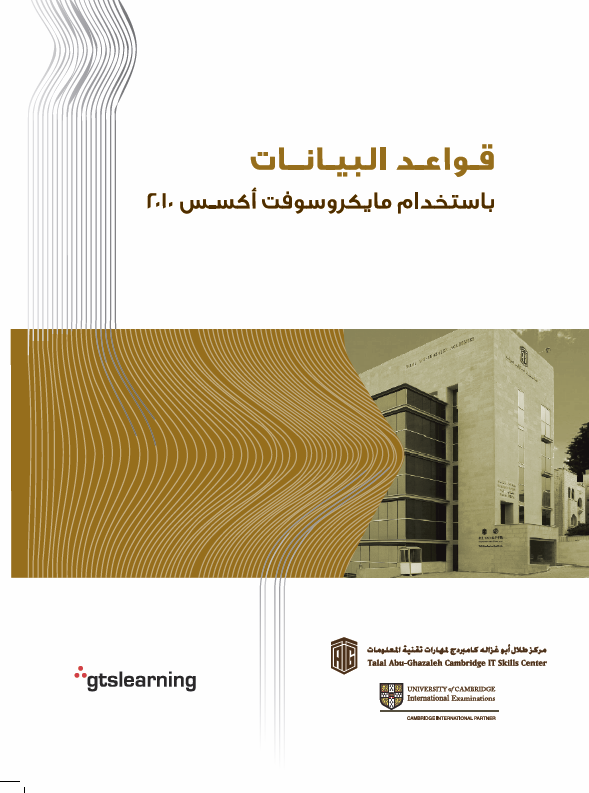 قواعد البيانات
باستخدام مايكروسوفت أكسس ٢٠١٠
مركز طلال أبو غزاله كامبردج لمهارات تقنية المعلومات
Talal Abu-Ghazaleh Cambridge IT Skills Center
gtslearning
UNIVERSITY of CAMBRIDGE
International Examinations
CAMBRIDGE INTERNATIONAL PARTNER